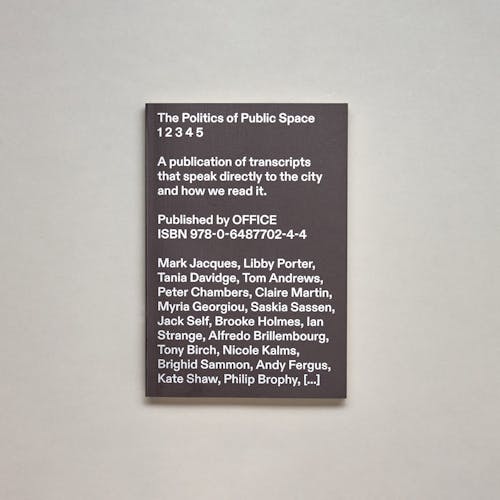 The Politics of Public Space
1 2 3 4 5
A publication of transcripts
that speak directly to the city
and how we read it.
Published by OFFICE
ISBN 978-0-6487702-4-4
Mark Jacques, Libby Porter,
Tania Davidge, Tom Andrews,
Peter Chambers, Claire Martin,
Myria Georgiou, Saskia Sassen,
Jack Self, Brooke Holmes, Ian
Strange, Alfredo Brillembourg,
Tony Birch, Nicole Kalms,
Brighid Sammon, Andy Fergus,
Kate Shaw, Philip Brophy, [...]